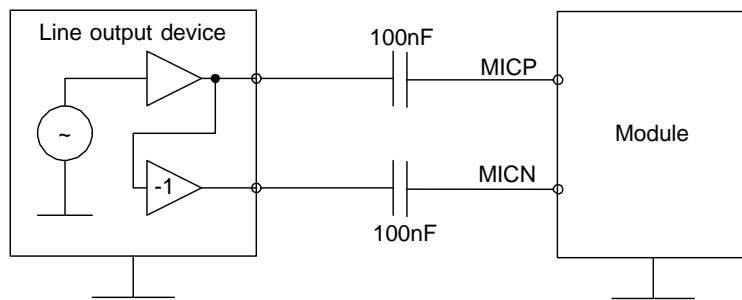 Line output device
100nF
MICP
~
Module
-1
MICN
100nF